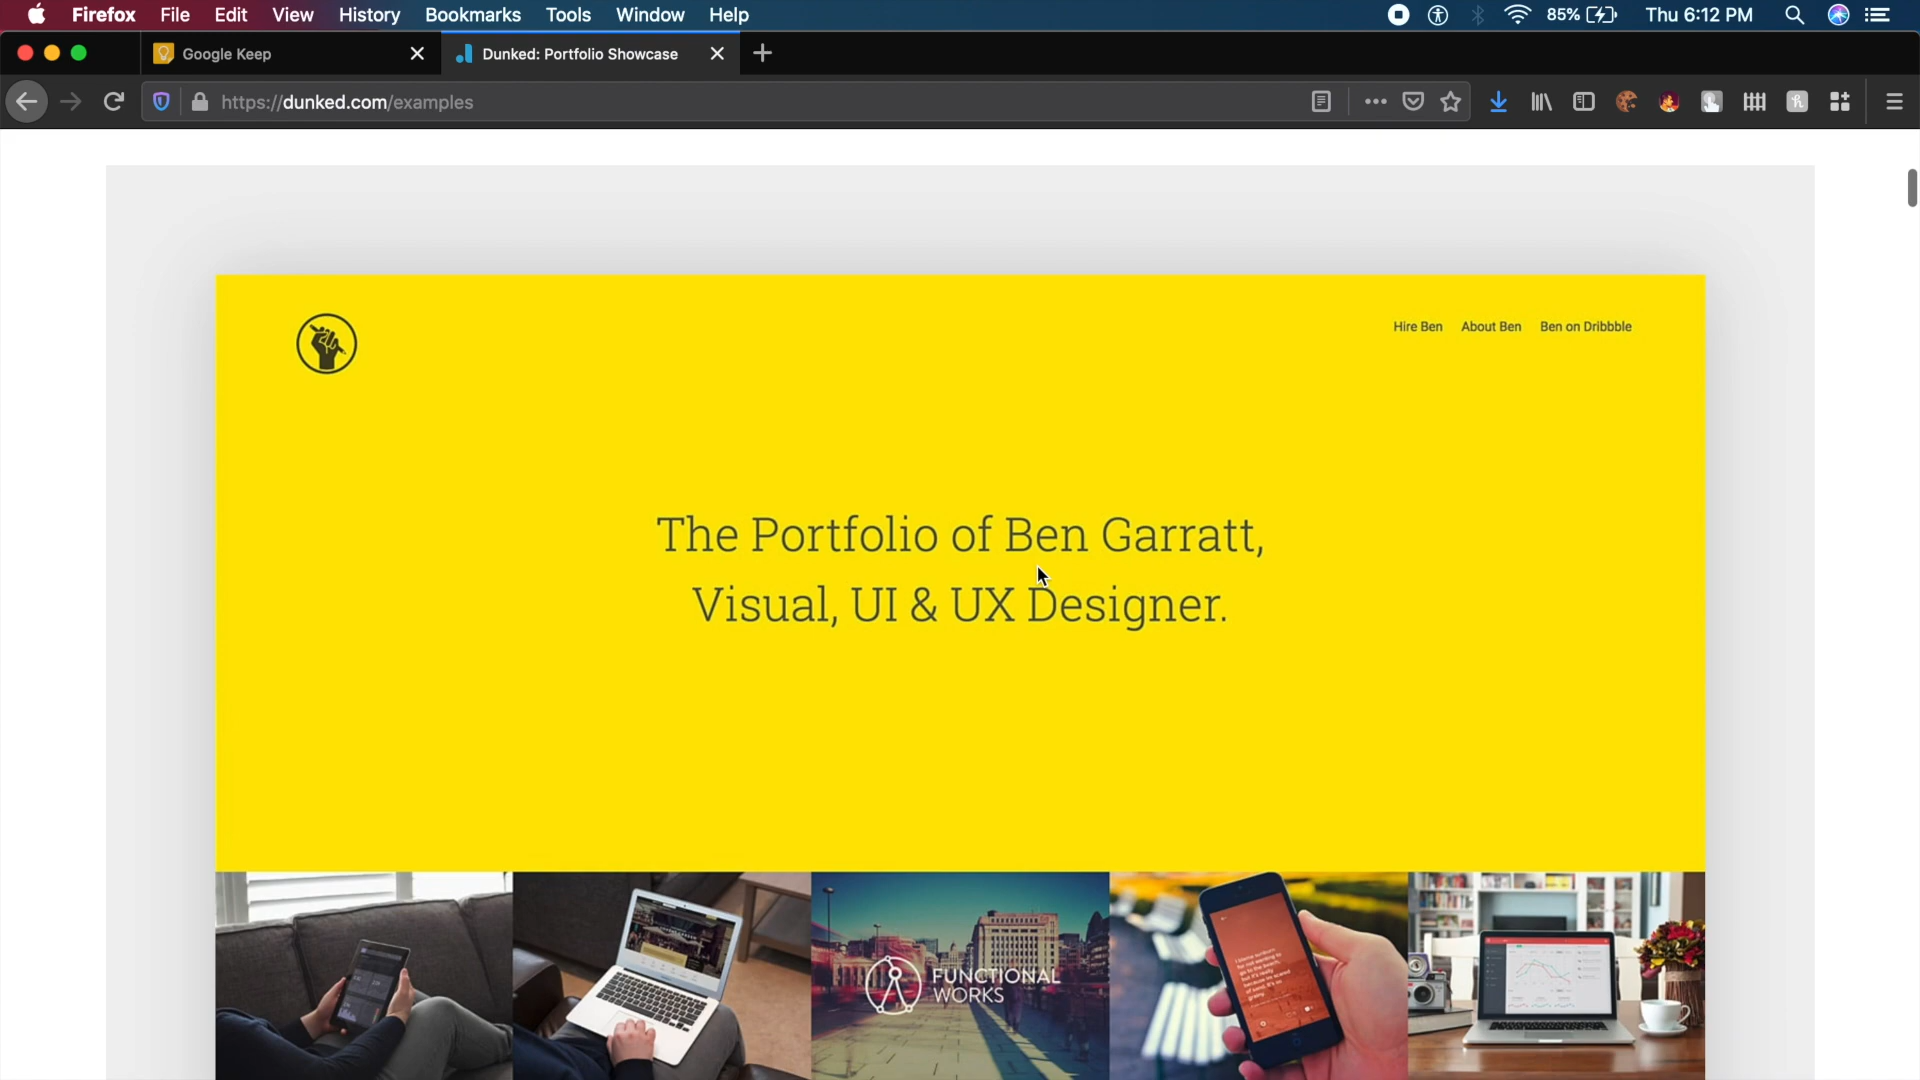 Firefox File Edit View History Bookmarks Tools Window Help 85% Thu 6:12 PM
Google Keep Dunked: Portfolio Showcase
https://dunked.com/examples
Hire Ben About Ben Ben on Dribbble
The Portfolio of Ben Garratt,
Visual, UI & UX Designer.
FUNCTIONAL
WORKS